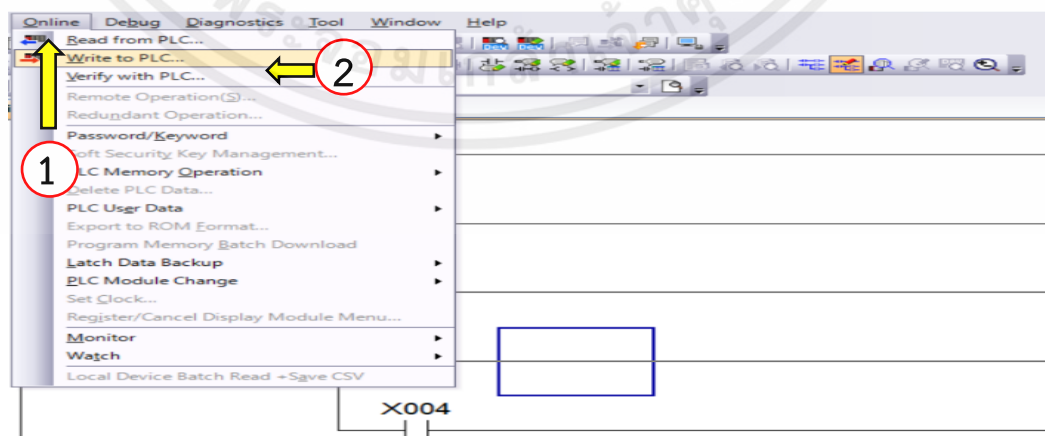 Online Debug Diagnostics Tool Window Help
Read from PLC...
Write to PLC...
2
Verify with PLC...
Remote Operation(S)...
Redundant Operation...
Password/Keyword
Soft Security Key Management...
1
PLC Memory Operation
Delete PLC Data...
PLC User Data
Export to ROM Format...
Program Memory Batch Download
Latch Data Backup
PLC Module Change
Set Clock...
Register/Cancel Display Module Menu...
Monitor
Watch
Local Device Batch Read +Save CSV
X004